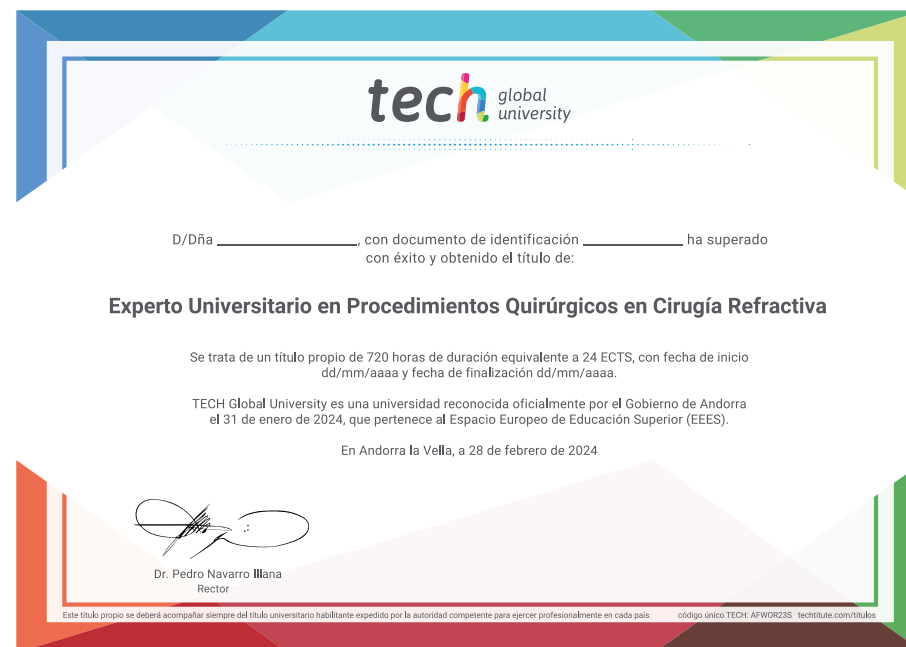 tech global university
D/Dña ______________, con documento de identificación __________ ha superado
con éxito y obtenido el título de:
Experto Universitario en Procedimientos Quirúrgicos en Cirugía Refractiva
Se trata de un título propio de 720 horas de duración equivalente a 24 ECTS, con fecha de inicio
dd/mm/aaaa y fecha de finalización dd/mm/aaaa.
TECH Global University es una universidad reconocida oficialmente por el Gobierno de Andorra
el 31 de enero de 2024, que pertenece al Espacio Europeo de Educación Superior (EEES).
En Andorra la Vella, a 28 de febrero de 2024
Dr. Pedro Navarro Illana
Rector
Este título propio se deberá acompañar siempre del título universitario habilitante expedido por la autoridad competente para ejercer profesionalmente en cada país.
código único TECH: AFWOR23S techtitute.com/titulos